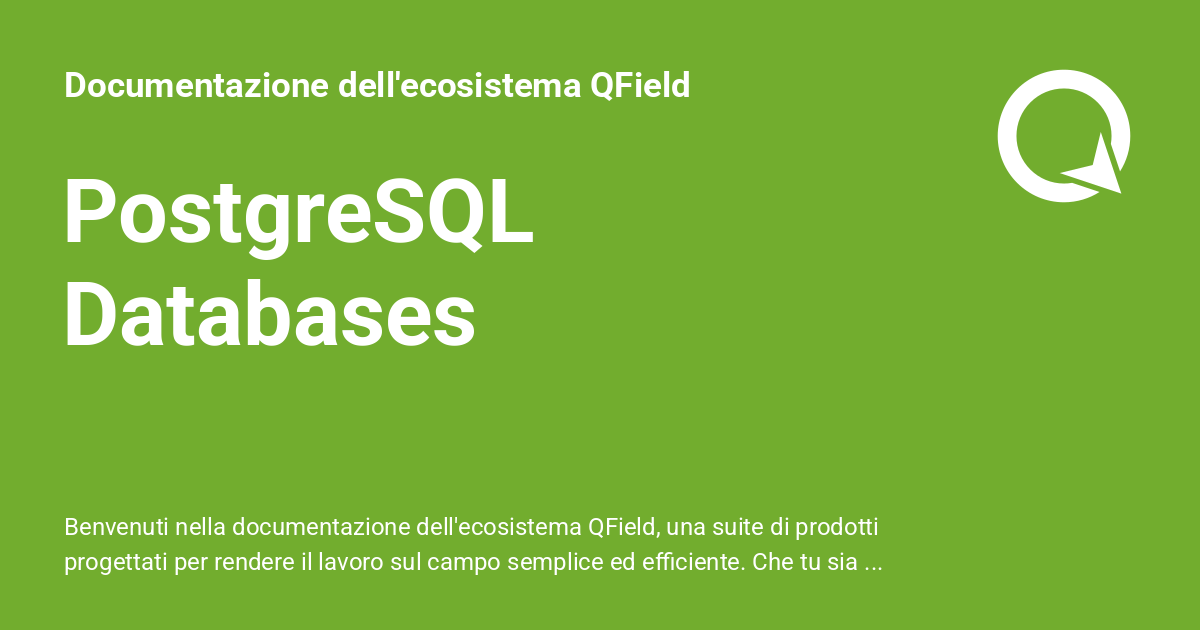 Documentazione dell'ecosistema QField
PostgreSQL
Databases
Benvenuti nella documentazione dell'ecosistema QField, una suite di prodotti
progettati per rendere il lavoro sul campo semplice ed efficiente. Che tu sia ...